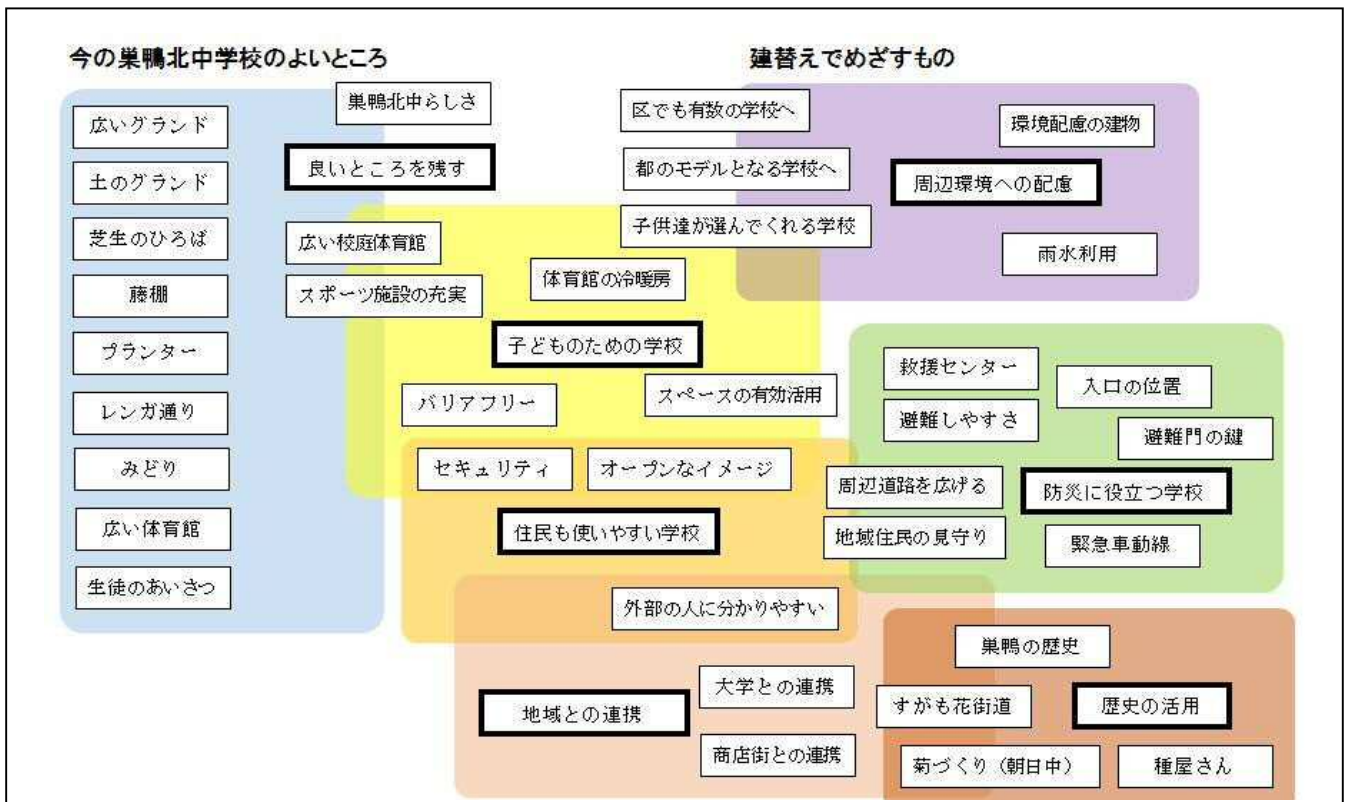 今の巣鴨北中学校のよいところ
建替えでめざすもの
巣鴨北中らしさ
広いグランド
良いところを残す
土のグランド
芝生のひろば
藤棚
プランター
レンガ通り
みどり
広い体育館
生徒のあいさつ
広い校庭体育館
スポーツ施設の充実
体育館の冷暖房
子どものための学校
バリアフリー
スペースの有効活用
セキュリティ
オープンなイメージ
住民も使いやすい学校
外部の人に分かりやすい
地域との連携
大学との連携
商店街との連携
区でも有数の学校へ
都のモデルとなる学校へ
子供達が選んでくれる学校
環境配慮の建物
周辺環境への配慮
雨水利用
救援センター
入口の位置
避難しやすさ
避難門の鍵
周辺道路を広げる
防災に役立つ学校
地域住民の見守り
緊急車動線
巣鴨の歴史
すがも花街道
歴史の活用
菊づくり（朝日中）
種屋さん